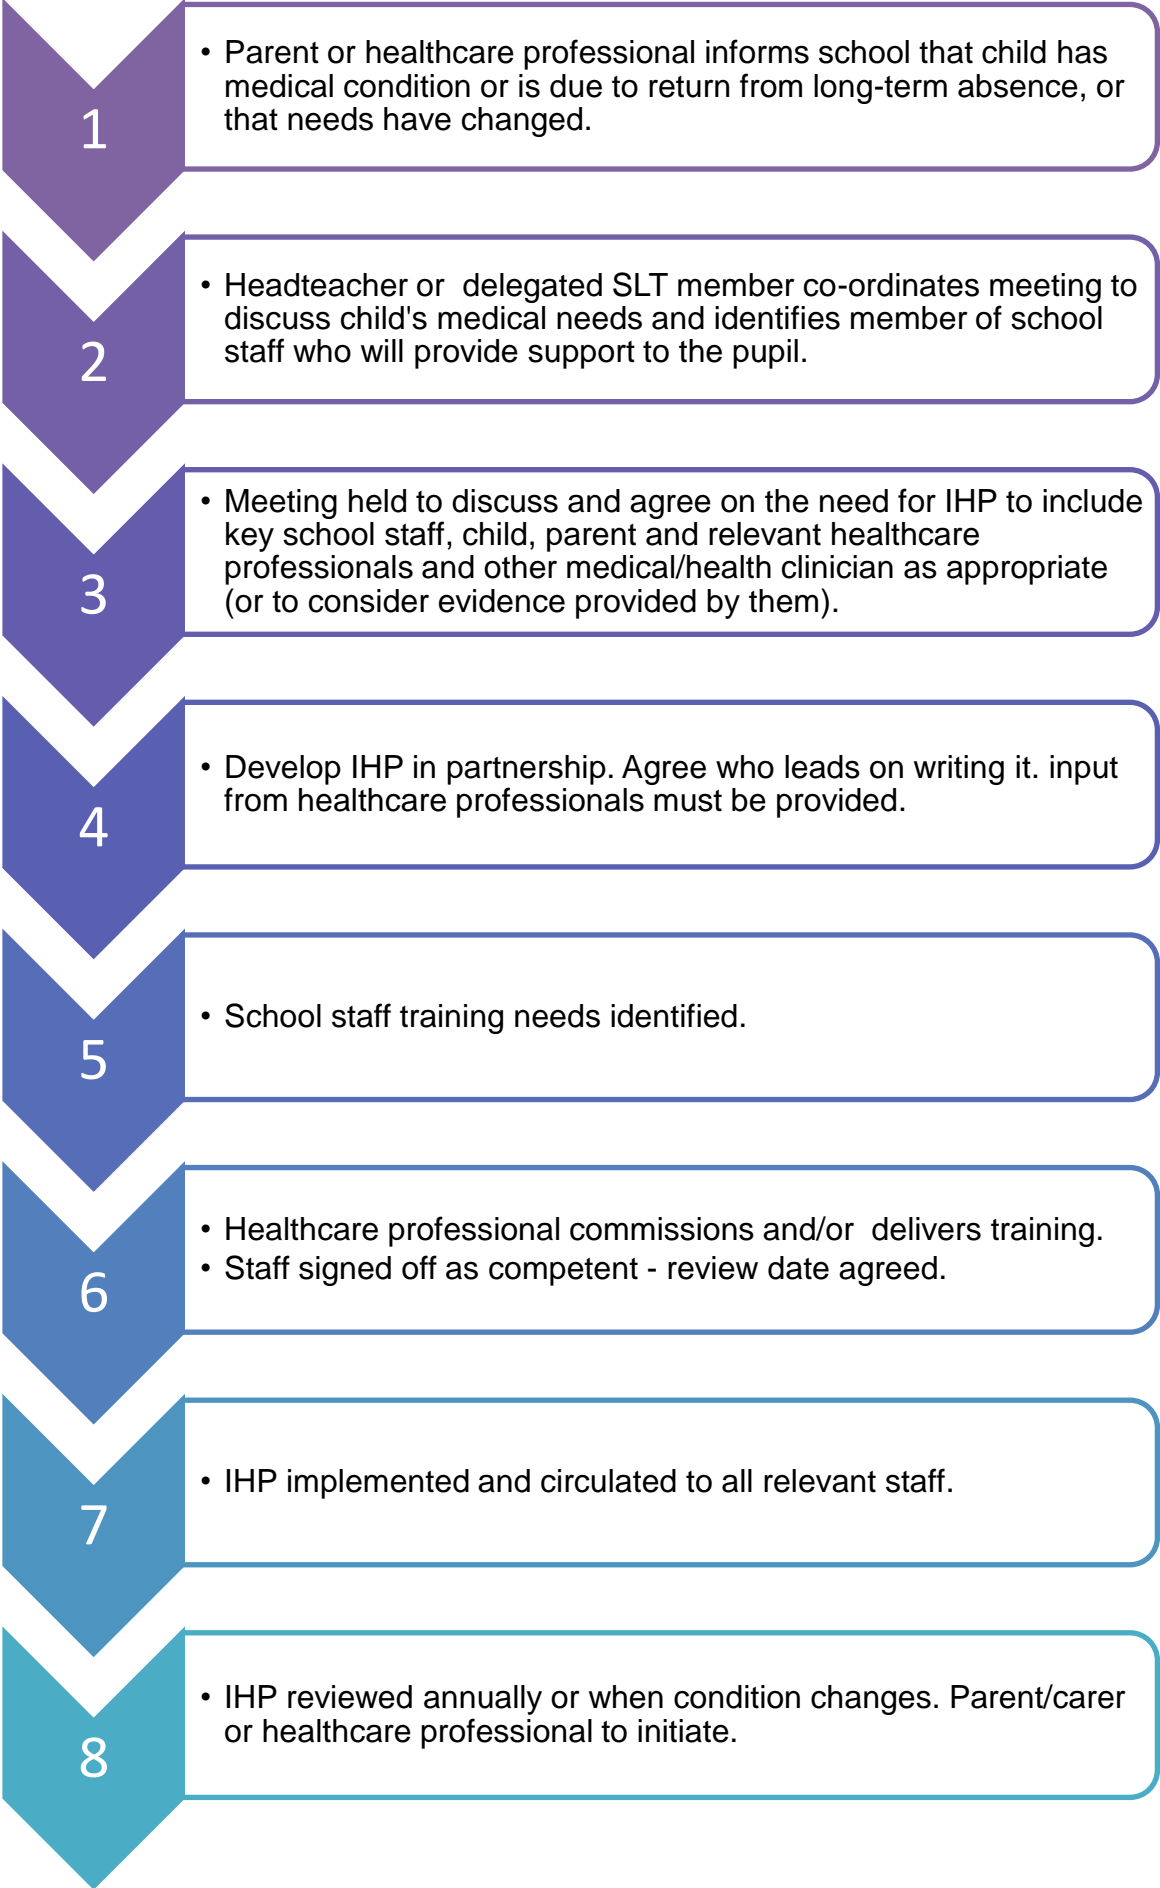 1
• Parent or healthcare professional informs school that child has
medical condition or is due to return from long-term absence, or
that needs have changed.
2
• Headteacher or  delegated SLT member co-ordinates meeting to
discuss child's medical needs and identifies member of school
staff who will provide support to the pupil.
3
• Meeting held to discuss and agree on the need for IHP to include
key school staff, child, parent and relevant healthcare
professionals and other medical/health clinician as appropriate
(or to consider evidence provided by them).
4
• Develop IHP in partnership. Agree who leads on writing it. input
from healthcare professionals must be provided.
5
• School staff training needs identified.
6
• Healthcare professional commissions and/or  delivers training.
• Staff signed off as competent - review date agreed.
7
• IHP implemented and circulated to all relevant staff.
8
• IHP reviewed annually or when condition changes. Parent/carer
or healthcare professional to initiate.